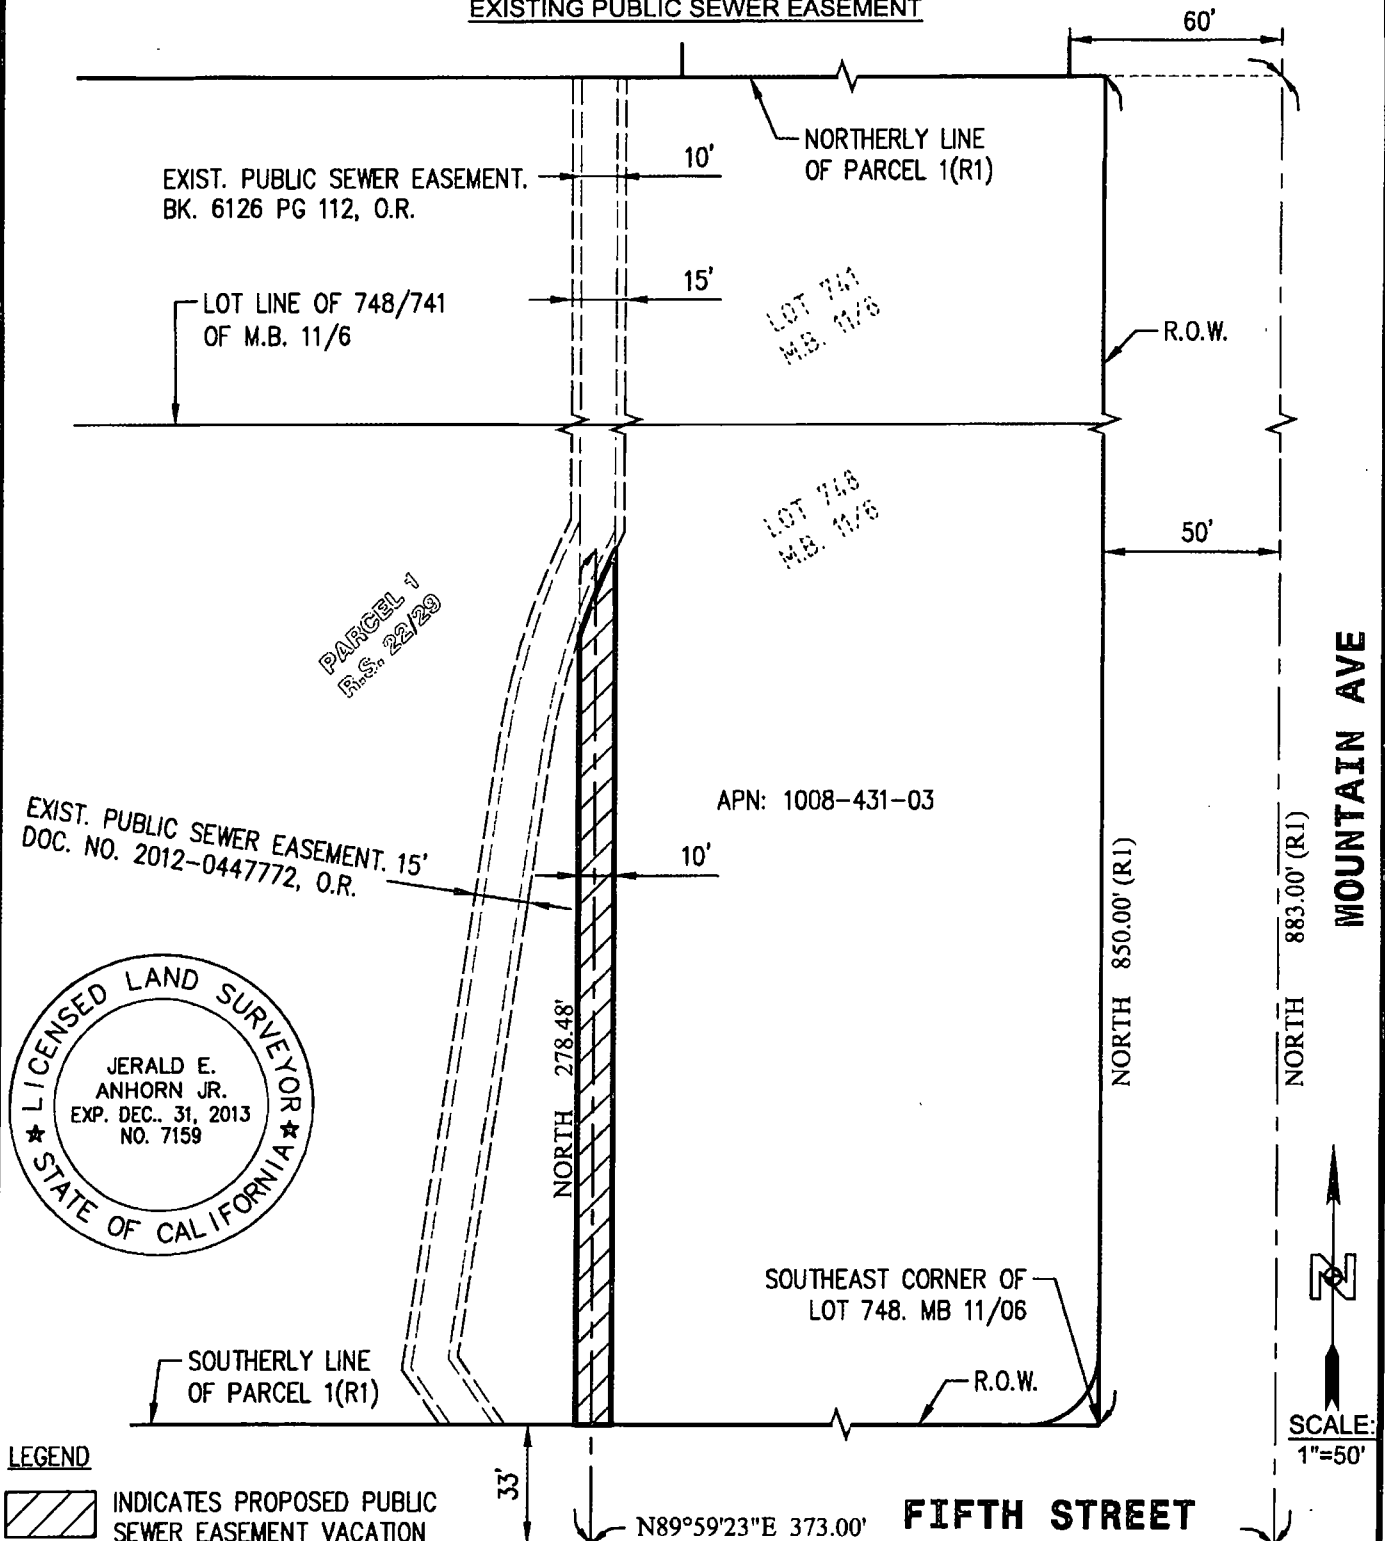 EXISTING PUBLIC SEWER EASEMENT
60'
NORTHERLY LINE
OF PARCEL 1(R1)
10'
EXIST. PUBLIC SEWER EASEMENT.
BK. 6126 PG 112, O.R.
15'
LOT 741
M.B. 11/6
LOT LINE OF 748/741
OF M.B. 11/6
R.O.W.
LOT 748
M.B. 11/6
50'
PARCEL 1
R.S. 22/29
MOUNTAIN AVE
APN: 1008-431-03
EXIST. PUBLIC SEWER EASEMENT. 15'
DOC. NO. 2012-0447772, O.R.
10'
NORTH 850.00' (R1)
NORTH 883.00' (R1)
NORTH 278.48'
LICENSED LAND SURVEYOR
JERALD E.
ANHORN JR.
EXP. DEC.. 31, 2013
NO. 7159
STATE OF CALIFORNIA
N
SOUTHEAST CORNER OF
LOT 748. MB 11/06
SOUTHERLY LINE
OF PARCEL 1(R1)
R.O.W.
SCALE:
1"=50'
LEGEND
INDICATES PROPOSED PUBLIC
SEWER EASEMENT VACATION
33'
N89°59'23"E 373.00'
FIFTH STREET